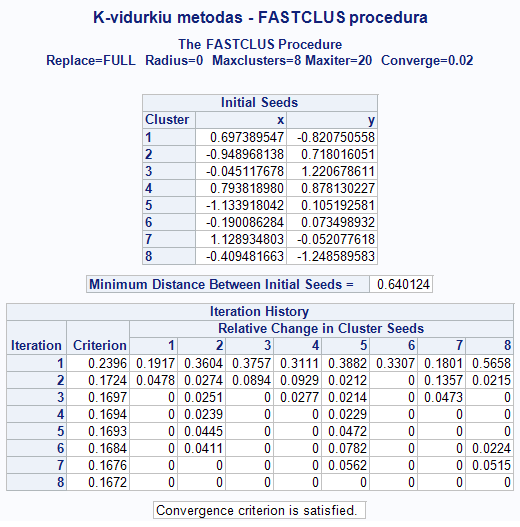 K-vidurkiu metodas - FASTCLUS procedura
The FASTCLUS Procedure
Replace=FULL Radius=0 Maxclusters=8 Maxiter=20 Converge=0.02
Initial Seeds
Cluster x y
1 0.697389547 -0.820750558
2 -0.948968138 0.718016051
3 -0.045117678 1.220678611
4 0.793818980 0.878130227
5 -1.133918042 0.105192581
6 -0.190086284 0.073498932
7 1.128934803 -0.052077618
8 -0.409481663 -1.248589583
Minimum Distance Between Initial Seeds = 0.640124
Iteration History
Relative Change in Cluster Seeds
Iteration Criterion 1 2 3 4 5 6 7 8
1 0.2396 0.1917 0.3604 0.3757 0.3111 0.3882 0.3307 0.1801 0.5658
2 0.1724 0.0478 0.0274 0.0894 0.0929 0.0212 0 0.1357 0.0215
3 0.1697 0 0.0251 0 0.0277 0.0214 0 0.0473 0
4 0.1694 0 0.0239 0 0 0.0229 0 0 0
5 0.1693 0 0.0445 0 0 0.0472 0 0 0
6 0.1684 0 0.0411 0 0 0.0782 0 0 0.0224
7 0.1676 0 0 0 0 0.0562 0 0 0.0515
8 0.1672 0 0 0 0 0 0 0 0
Convergence criterion is satisfied.